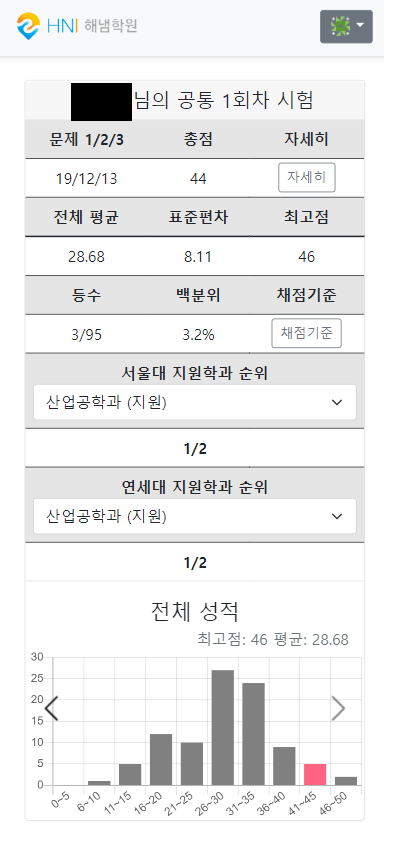 HNI 해냄학원
님의 공통 1회차 시험
문제 1/2/3 총점 자세히
19/12/13 44 자세히
전체 평균 표준편차 최고점
28.68 8.11 46
등수 백분위 채점기준
3/95 3.2% 채점기준
서울대 지원학과 순위
산업공학과 (지원)
1/2
연세대 지원학과 순위
산업공학과 (지원)
1/2
전체 성적
최고점: 46 평균: 28.68
30
25
20
15
10
5
0
0~5 6~10 11~15 16~20 21~25 26~30 31~35 36~40 41~45 46~50